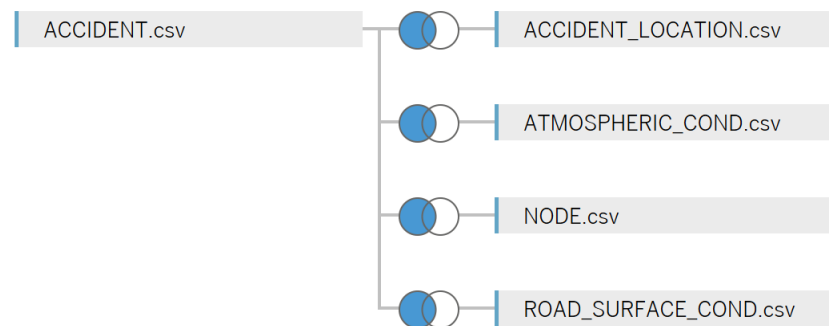 ACCIDENT.csv
ACCIDENT_LOCATION.csv
ATMOSPHERIC_COND.csv
NODE.csv
ROAD_SURFACE_COND.csv